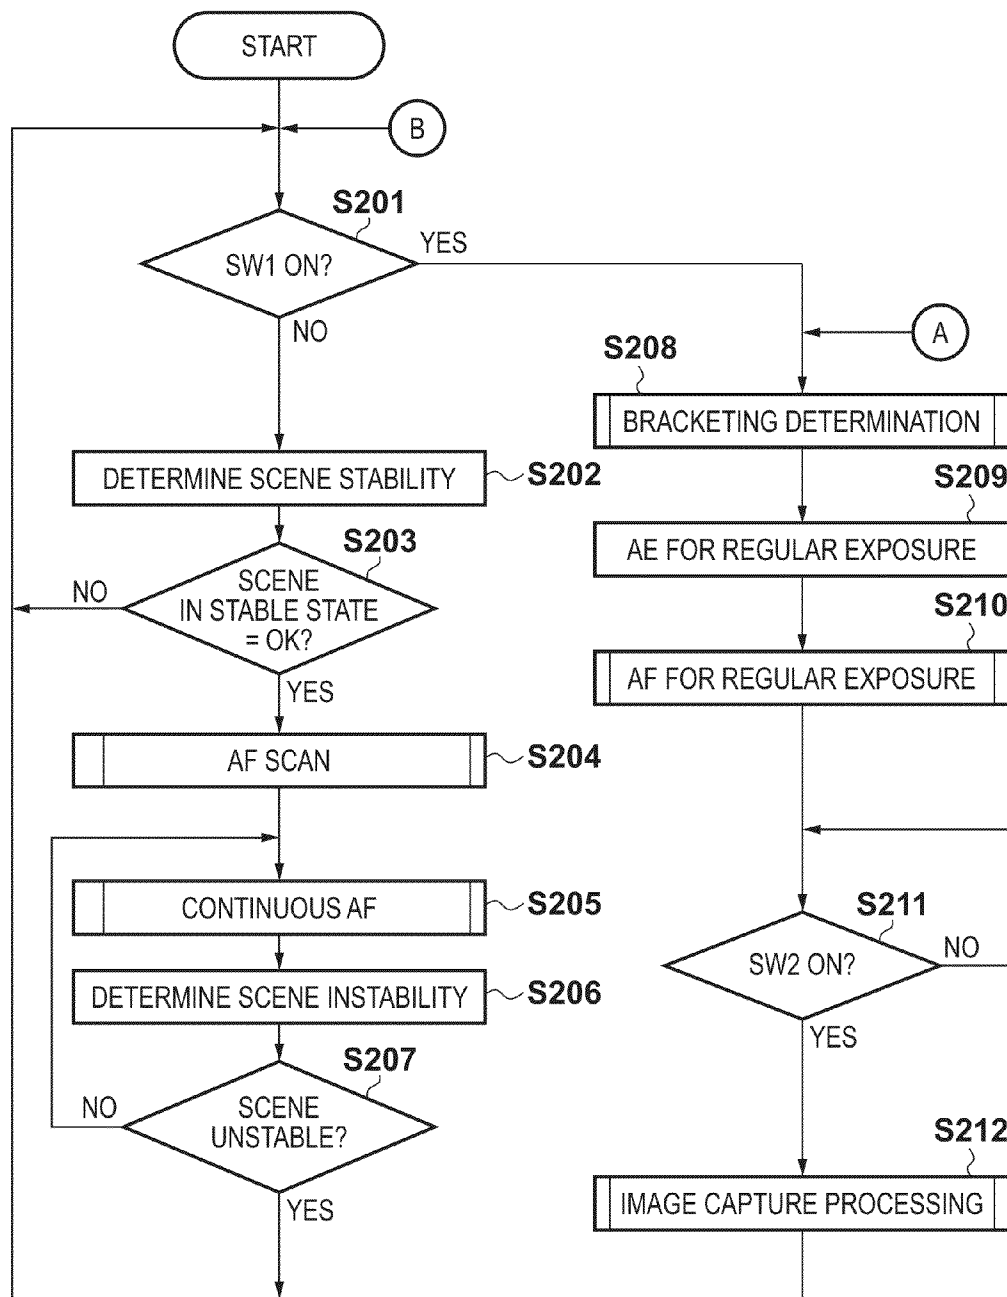 START
B
S201
SW1 ON?
YES
NO
A
S208
BRACKETING DETERMINATION
DETERMINE SCENE STABILITY
S202
S209
AE FOR REGULAR EXPOSURE
S203
SCENE
IN STABLE STATE
= OK?
NO
YES
S210
AF FOR REGULAR EXPOSURE
AF SCAN
S204
CONTINUOUS AF
S205
S211
SW2 ON?
NO
YES
DETERMINE SCENE INSTABILITY
S206
S207
SCENE
UNSTABLE?
NO
YES
S212
IMAGE CAPTURE PROCESSING